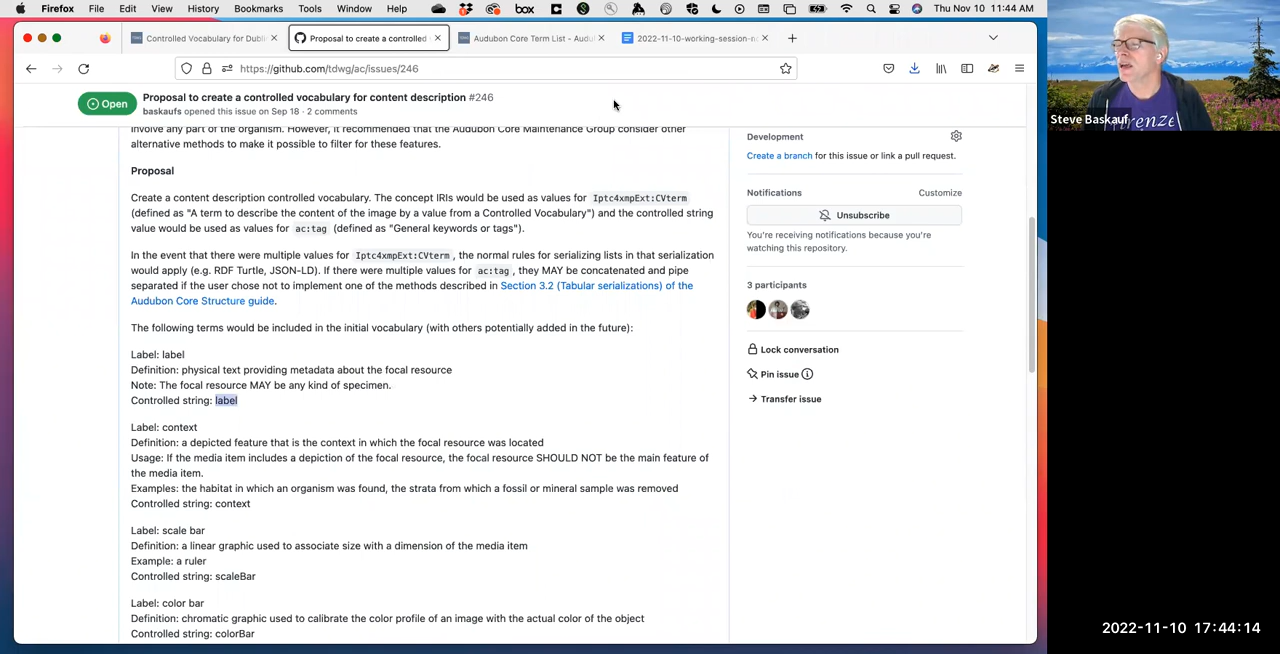 Firefox File Edit View History Bookmarks Tools Window Help box Thu Nov 10 11:44 AM
Controlled Vocabulary for Dubli × Proposal to create a controlled × Audubon Core Term List - Audu × 2022-11-10-working-session-n ×
https://github.com/tdwg/ac/issues/246
Open Proposal to create a controlled vocabulary for content description #246
baskaufs opened this issue on Sep 18 · 2 comments
involve any part of the organism. However, it recommended that the Audubon Core Maintenance Group consider other
alternative methods to make it possible to filter for these features.
Proposal
Create a content description controlled vocabulary. The concept IRIs would be used as values for Iptc4xmpExt:CVterm
(defined as "A term to describe the content of the image by a value from a Controlled Vocabulary") and the controlled string
value would be used as values for ac:tag (defined as "General keywords or tags").
In the event that there were multiple values for Iptc4xmpExt:CVterm, the normal rules for serializing lists in that serialization
would apply (e.g. RDF Turtle, JSON-LD). If there were multiple values for ac:tag, they MAY be concatenated and pipe
separated if the user chose not to implement one of the methods described in Section 3.2 (Tabular serializations) of the
Audubon Core Structure guide.
The following terms would be included in the initial vocabulary (with others potentially added in the future):
Label: label
Definition: physical text providing metadata about the focal resource
Note: The focal resource MAY be any kind of specimen.
Controlled string: label
Label: context
Definition: a depicted feature that is the context in which the focal resource was located
Usage: If the media item includes a depiction of the focal resource, the focal resource SHOULD NOT be the main feature of
the media item.
Examples: the habitat in which an organism was found, the strata from which a fossil or mineral sample was removed
Controlled string: context
Label: scale bar
Definition: a linear graphic used to associate size with a dimension of the media item
Example: a ruler
Controlled string: scaleBar
Label: color bar
Definition: chromatic graphic used to calibrate the color profile of an image with the actual color of the object
Controlled string: colorBar
Development
Create a branch for this issue or link a pull request.
Notifications Customize
Unsubscribe
You're receiving notifications because you're
watching this repository.
3 participants
Lock conversation
Pin issue
Transfer issue
Steve Baskauf
2022-11-10 17:44:14